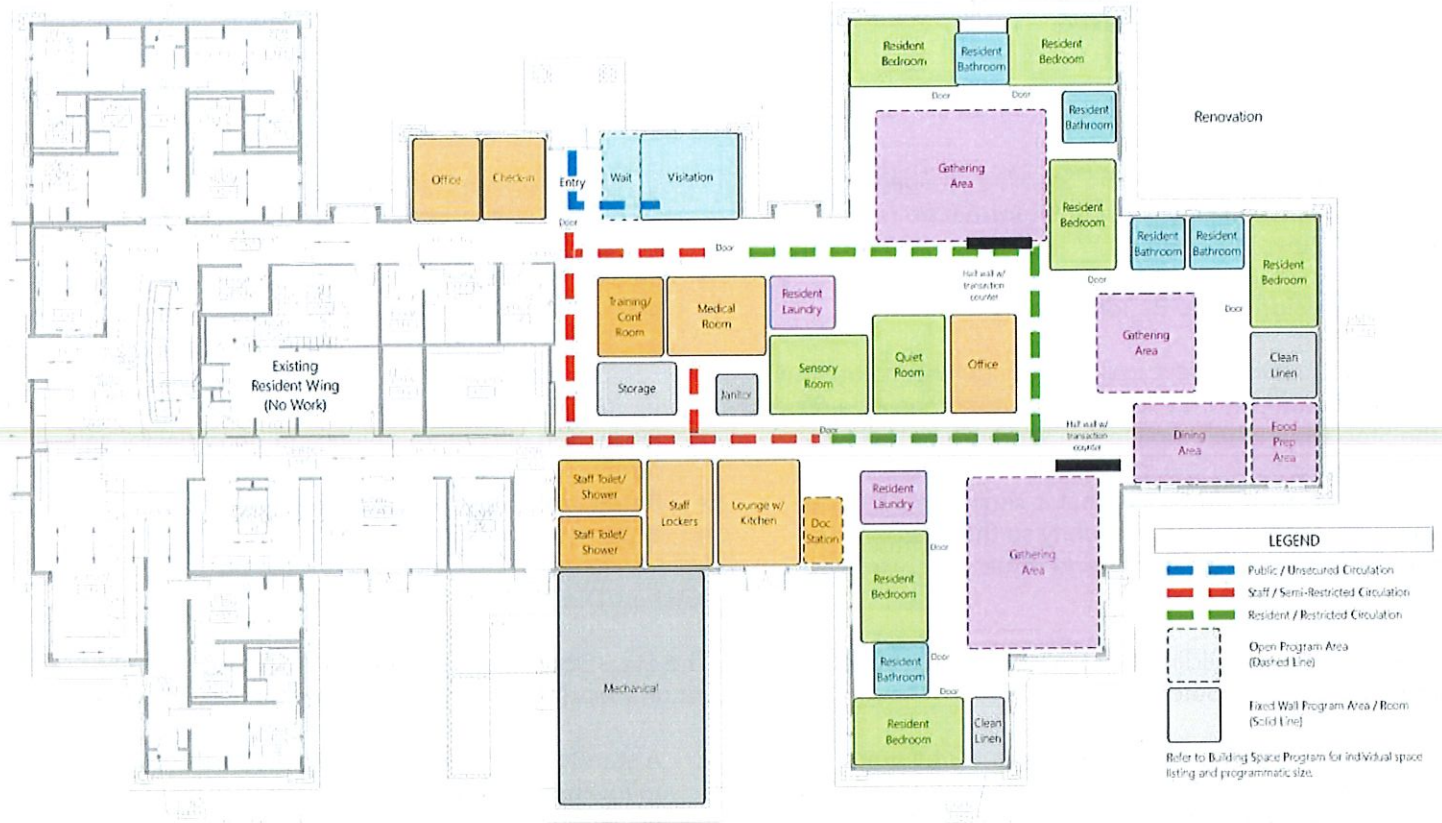 Resident
Bedroom
Resident
Bathroom
Resident
Bedroom
Door
Door
Resident
Bathroom
Renovation
Office
Check-in
Entry
Wait
Visitation
Gathering
Area
Resident
Bedroom
Door
Door
Resident
Bathroom
Resident
Bathroom
Resident
Bedroom
Half wall w/
transaction
counter
Door
Door
Training/
Conf
Room
Medical
Room
Resident
Laundry
Gathering
Area
Existing
Resident Wing
(No Work)
Storage
Janitor
Sensory
Room
Quiet
Room
Office
Clean
Linen
Door
Half wall w/
transaction
counter
Dining
Area
Food
Prep
Area
Staff Toilet/
Shower
Staff Toilet/
Shower
Staff
Lockers
Lounge w/
Kitchen
Doc
Station
Resident
Laundry
Door
Resident
Bedroom
Gathering
Area
Resident
Bathroom
Door
Door
Resident
Bedroom
Clean
Linen
Mechanical
LEGEND
Public / Unsecured Circulation
Staff / Semi-Restricted Circulation
Resident / Restricted Circulation
Open Program Area
(Dashed Line)
Fixed Wall Program Area / Room
(Solid Line)
Refer to Building Space Program for individual space
listing and programmatic size.